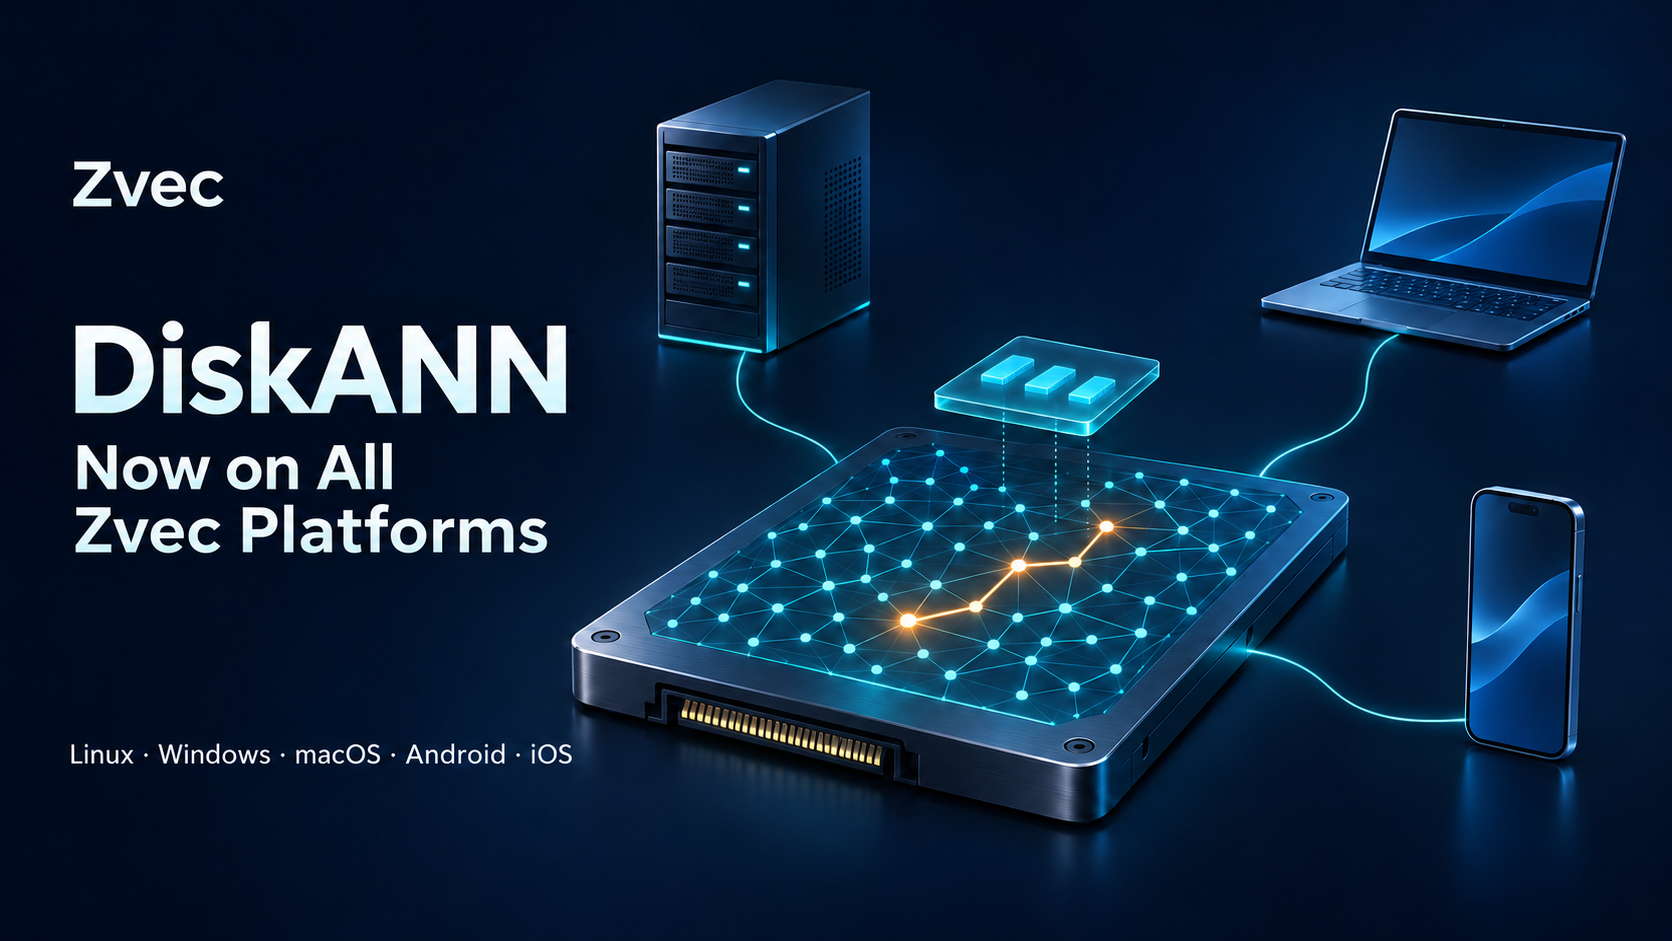 Zvec
DiskANN
Now on All
Zvec Platforms
Linux · Windows · macOS · Android · iOS